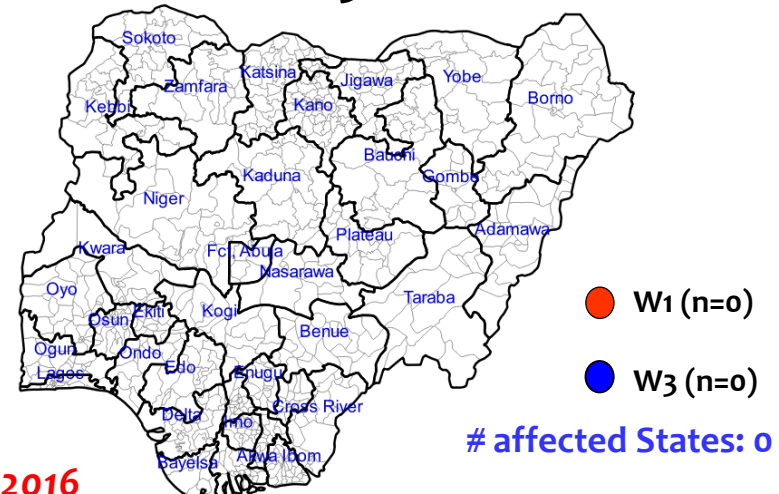 Sokoto
Katsina
Yobe
Zamfara
Jigawa
Borno
Kebbi
Kano
Bauchi
Kaduna
Gombe
Niger
Adamawa
Plateau
Kwara
Fct, Abuja
Nasarawa
Oyo
Taraba
Kogi
Ekiti
Osun
Benue
Ogun
Ondo
Edo
Lagos
Enugu
Cross River
Delta
Imo
Akwa Ibom
Bayelsa
W1 (n=0)
W3 (n=0)
# affected States: 0
2016